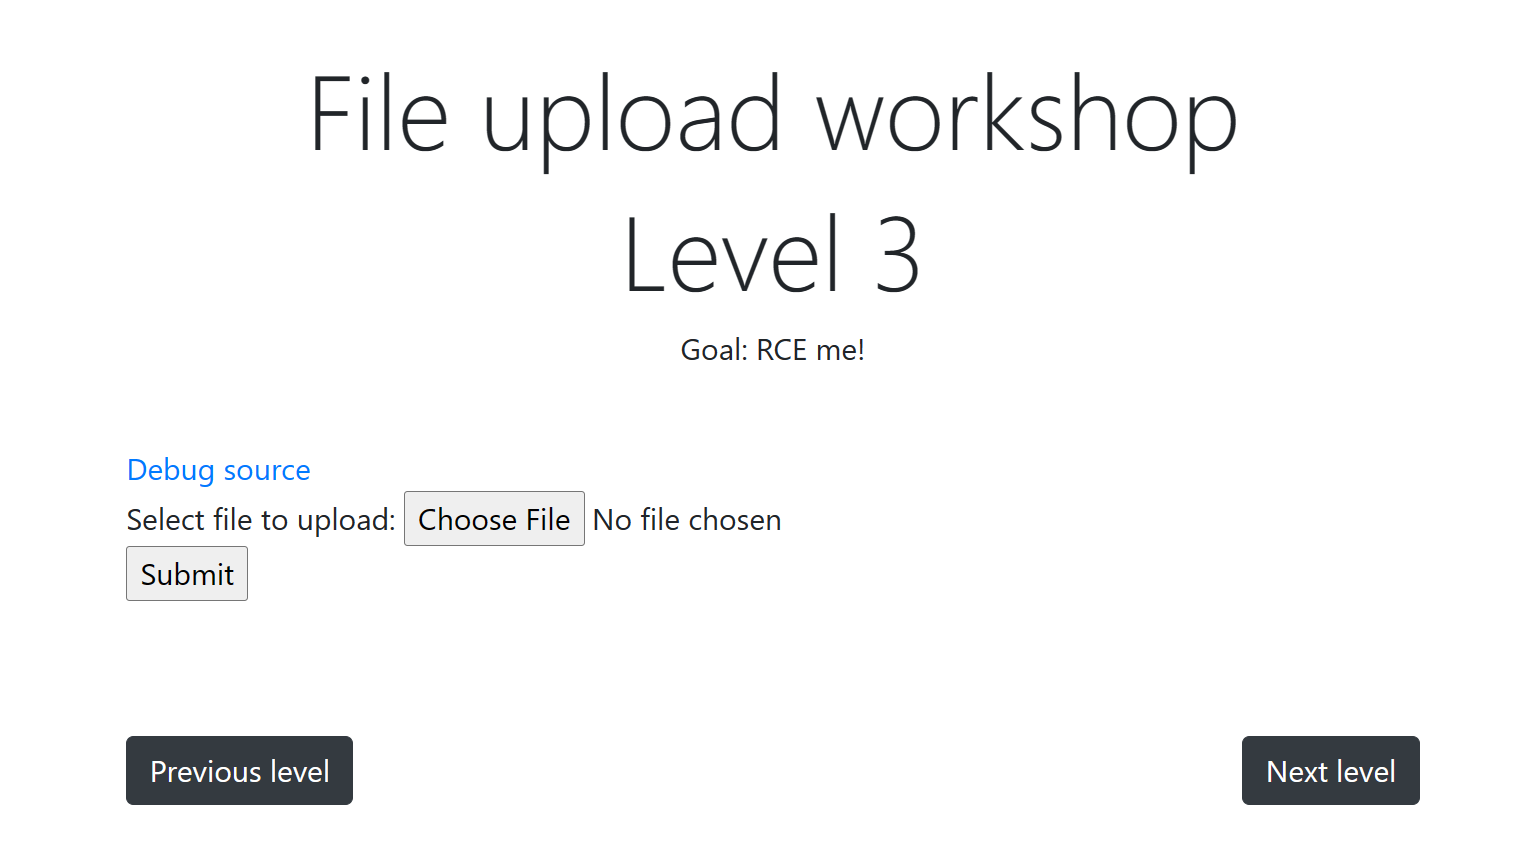 File upload workshop
Level 3
Goal: RCE me!
Debug source
Select file to upload: Choose File No file chosen
Submit
Previous level
Next level